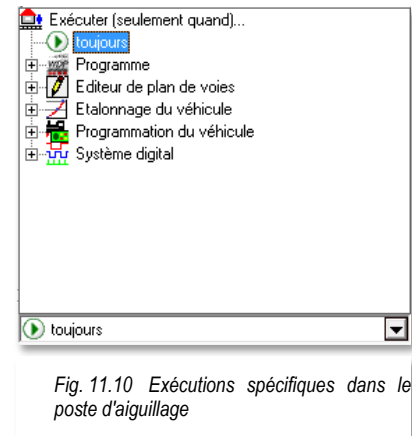 Exécuter (seulement quand)...
toujours
Programme
Editeur de plan de voies
Etalonnage du véhicule
Programmation du véhicule
Système digital
toujours
Fig. 11.10 Exécutions spécifiques dans le
poste d'aiguillage